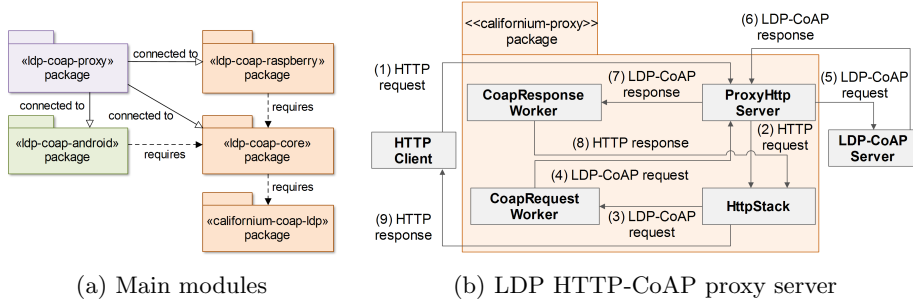 «ldp-coap-proxy»
package
connected to
«ldp-coap-raspberry»
package
connected to
connected to
requires
«ldp-coap-android»
package
requires
«ldp-coap-core»
package
requires
«californium-coap-ldp»
package
(a) Main modules
<<californium-proxy>>
package
(6) LDP-CoAP
response
(1) HTTP
request
(7) LDP-CoAP
response
(5) LDP-CoAP
request
CoapResponse
Worker
ProxyHttp
Server
(2) HTTP
request
HTTP
Client
(8) HTTP response
LDP-CoAP
Server
(4) LDP-CoAP request
CoapRequest
Worker
HttpStack
(3) LDP-CoAP
request
(9) HTTP
response
(b) LDP HTTP-CoAP proxy server